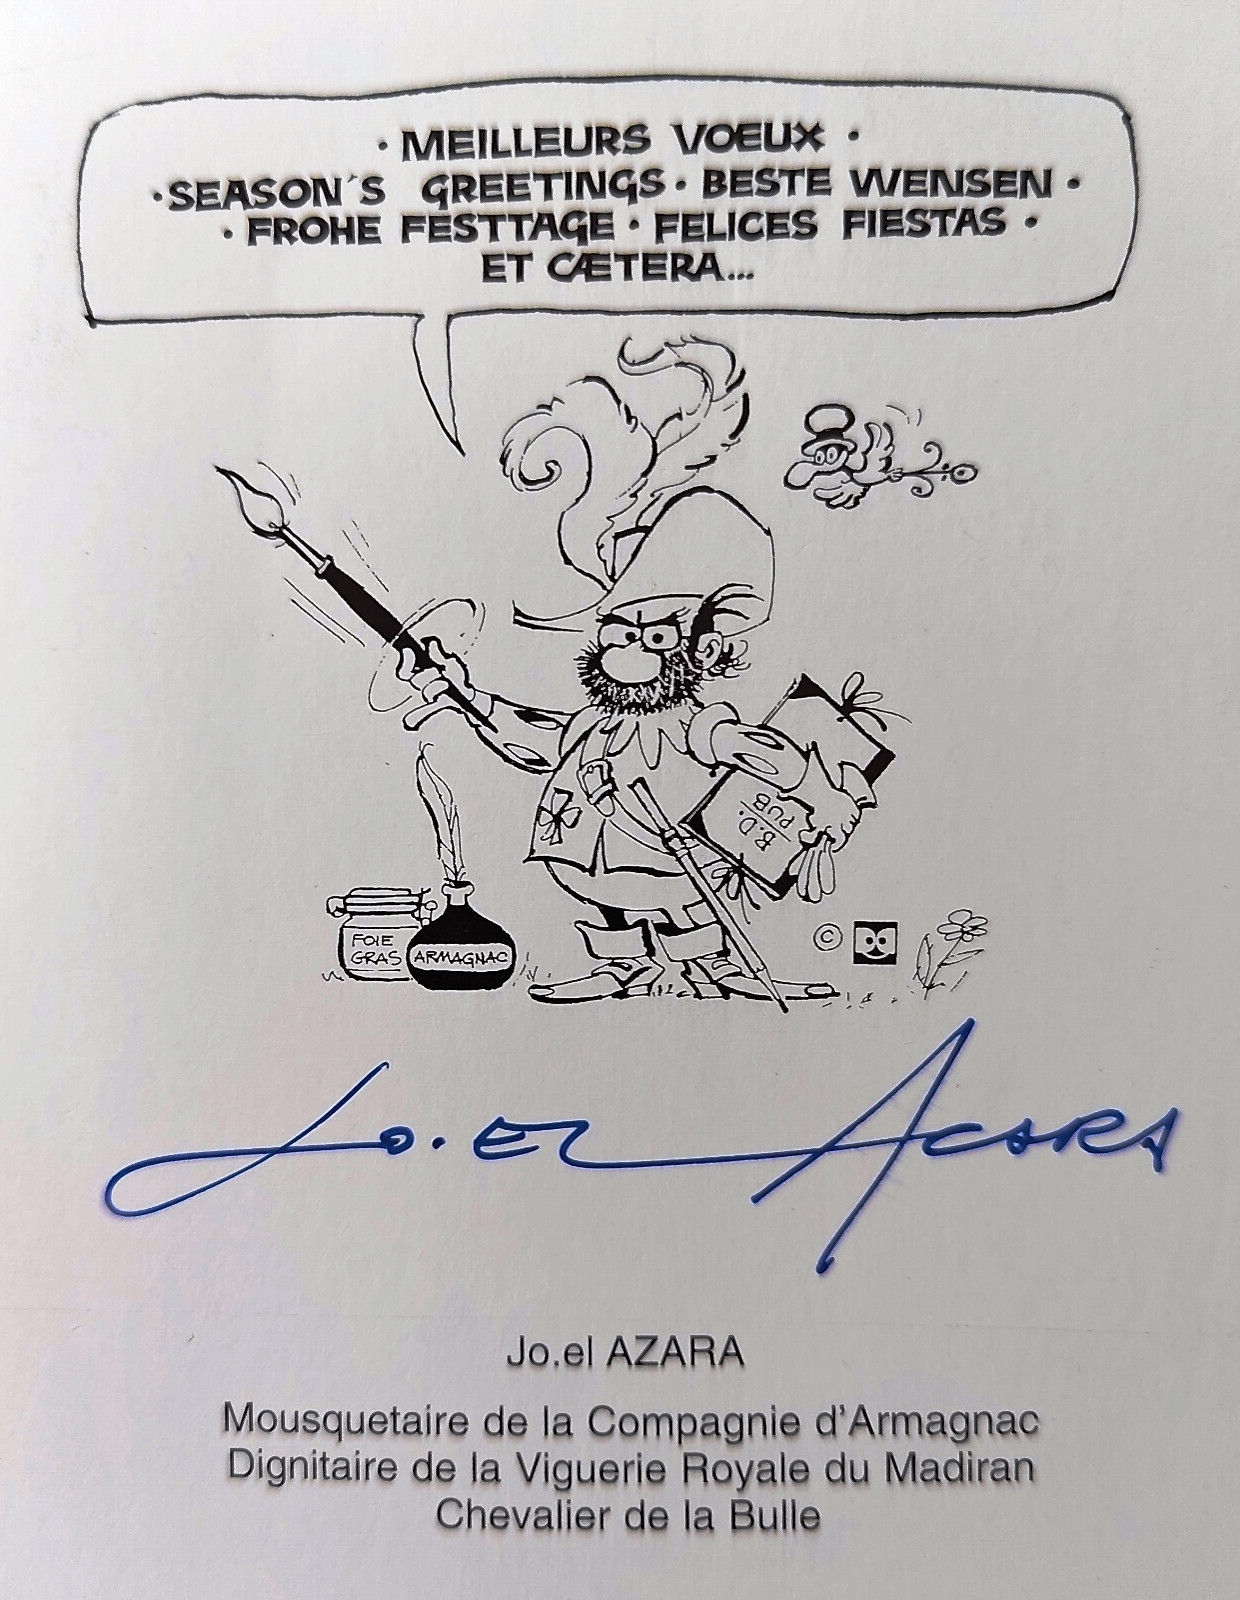 · MEILLEURS VOEUX ·
· SEASON'S GREETINGS · BESTE WENSEN ·
· FROHE FESTTAGE · FELICES FIESTAS ·
ET CÆTERA...
B.D.
PUB
FOIE
GRAS
ARMAGNAC
©
Jo.EL AZARA
Jo.el AZARA
Mousquetaire de la Compagnie d'Armagnac
Dignitaire de la Viguerie Royale du Madiran
Chevalier de la Bulle